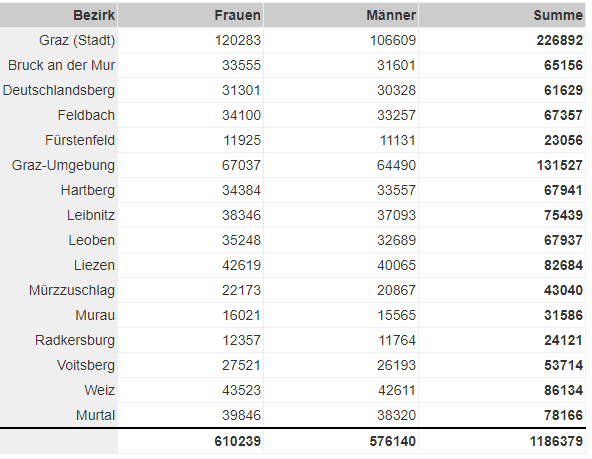 Bezirk Frauen Männer Summe
Graz (Stadt) 120283 106609 226892
Bruck an der Mur 33555 31601 65156
Deutschlandsberg 31301 30328 61629
Feldbach 34100 33257 67357
Fürstenfeld 11925 11131 23056
Graz-Umgebung 67037 64490 131527
Hartberg 34384 33557 67941
Leibnitz 38346 37093 75439
Leoben 35248 32689 67937
Liezen 42619 40065 82684
Mürzzuschlag 22173 20867 43040
Murau 16021 15565 31586
Radkersburg 12357 11764 24121
Voitsberg 27521 26193 53714
Weiz 43523 42611 86134
Murtal 39846 38320 78166
610239 576140 1186379